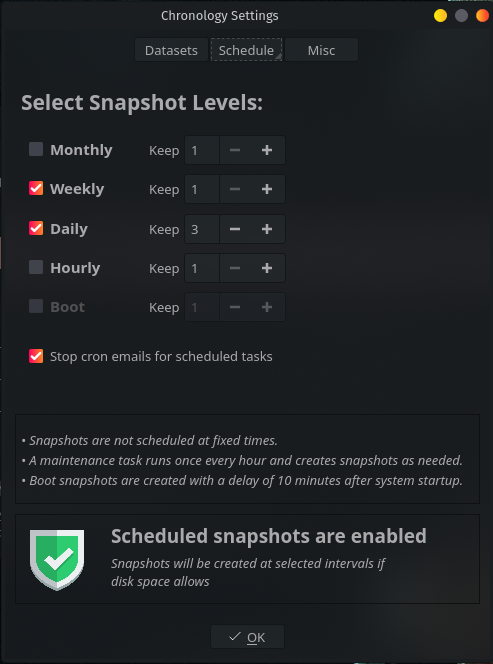 Chronology Settings
Datasets Schedule Misc
Select Snapshot Levels:
Monthly Keep 1 − +
Weekly Keep 1 − +
Daily Keep 3 − +
Hourly Keep 1 − +
Boot Keep 1 − +
Stop cron emails for scheduled tasks
• Snapshots are not scheduled at fixed times.
• A maintenance task runs once every hour and creates snapshots as needed.
• Boot snapshots are created with a delay of 10 minutes after system startup.
Scheduled snapshots are enabled
Snapshots will be created at selected intervals if
disk space allows
OK